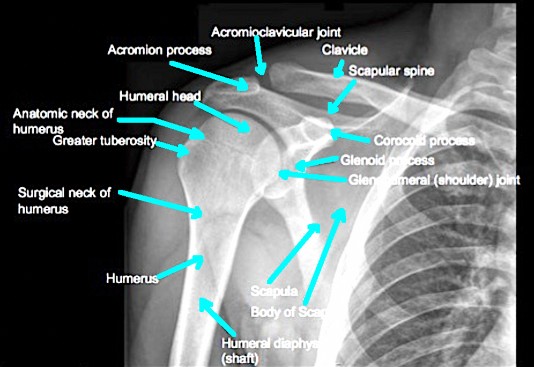 Acromioclavicular joint
Acromion process
Clavicle
Scapular spine
Humeral head
Anatomic neck of
humerus
Greater tuberosity
Corocoid process
Glenoid process
(shoulder) joint
Surgical neck of
humerus
Humerus
Scapula
Body of
Humeral
(shaft)